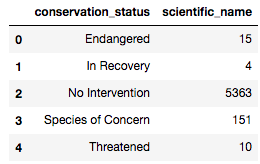 conservation_status scientific_name
0 Endangered 15
1 In Recovery 4
2 No Intervention 5363
3 Species of Concern 151
4 Threatened 10